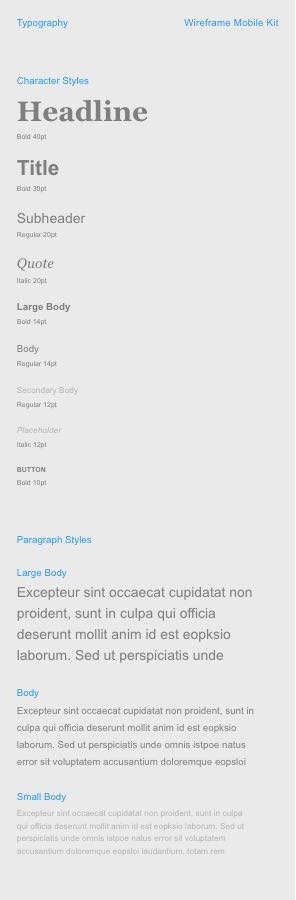 Typography
Wireframe Mobile Kit
Character Styles
Headline
Bold 40pt
Title
Bold 30pt
Subheader
Regular 20pt
Quote
Italic 20pt
Large Body
Bold 14pt
Body
Regular 14pt
Secondary Body
Regular 12pt
Placeholder
Italic 12pt
BUTTON
Bold 10pt
Paragraph Styles
Large Body
Excepteur sint occaecat cupidatat non
proident, sunt in culpa qui officia
deserunt mollit anim id est eopksio
laborum. Sed ut perspiciatis unde
Body
Excepteur sint occaecat cupidatat non proident, sunt in
culpa qui officia deserunt mollit anim id est eopksio
laborum. Sed ut perspiciatis unde omnis istpoe natus
error sit voluptatem accusantium doloremque eopsloi
Small Body
Excepteur sint occaecat cupidatat non proident, sunt in culpa
qui officia deserunt mollit anim id est eopksio laborum. Sed ut
perspiciatis unde omnis istpoe natus error sit voluptatem
accusantium doloremque eopsloi laudantium, totam rem